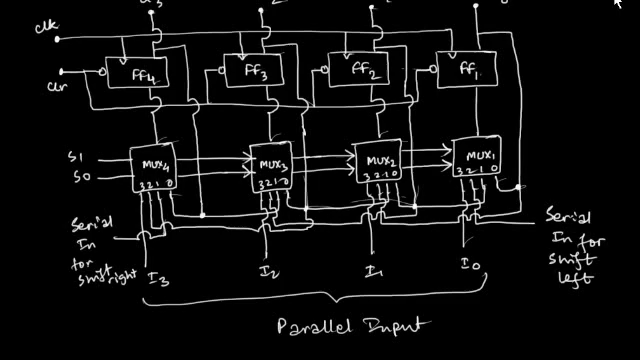 3
2
clk
FF4
FF3
FF2
FF1
clr
S1
S0
MUX4
MUX3
MUX2
MUX1
3 2 1 0
3 2 1 0
3 2 1 0
3 2 1 0
Serial
In
for
shift right
Serial
In for
shift
left
I3
I2
I1
I0
Parallel Input